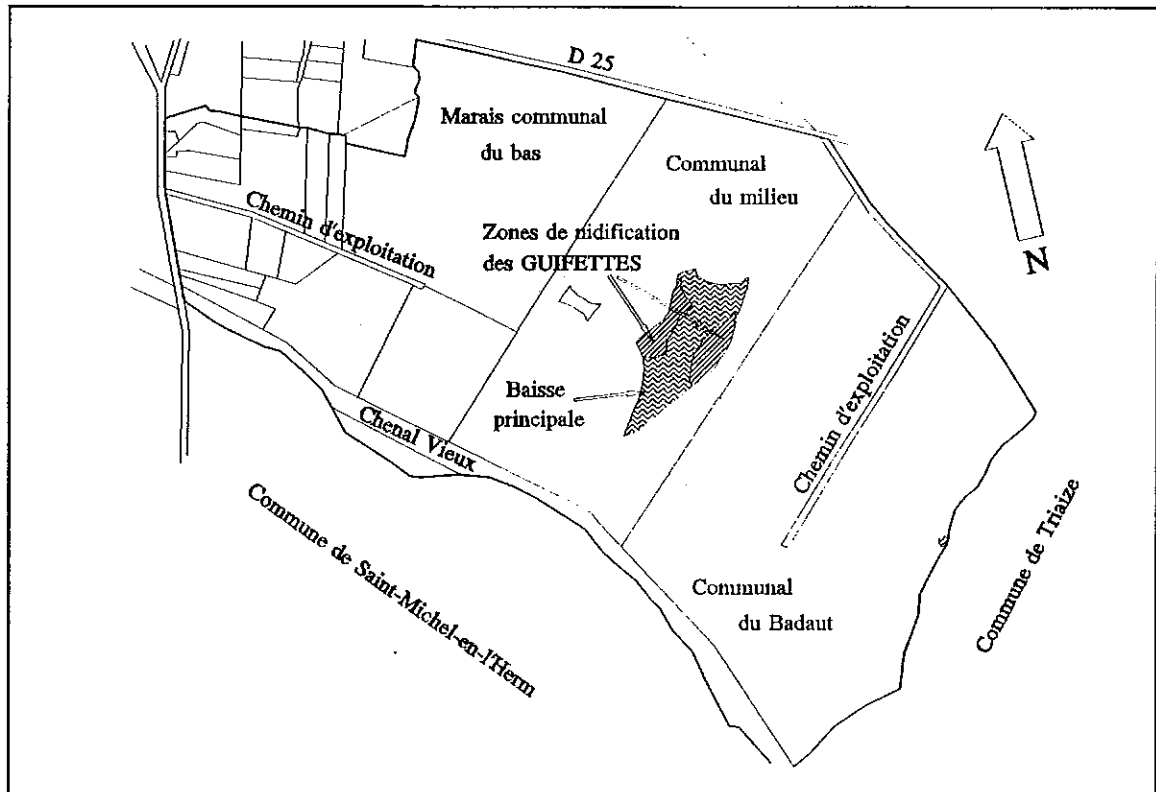 D 25
Marais communal
du bas
Communal
du milieu
Chemin d'exploitation
Zones de nidification
des GUIFETTES
N
Baisse
principale
Chemin d'exploitation
Chenal Vieux
Commune de Saint-Michel-en-l'Herm
Communal
du Badaut
Commune de Triaize